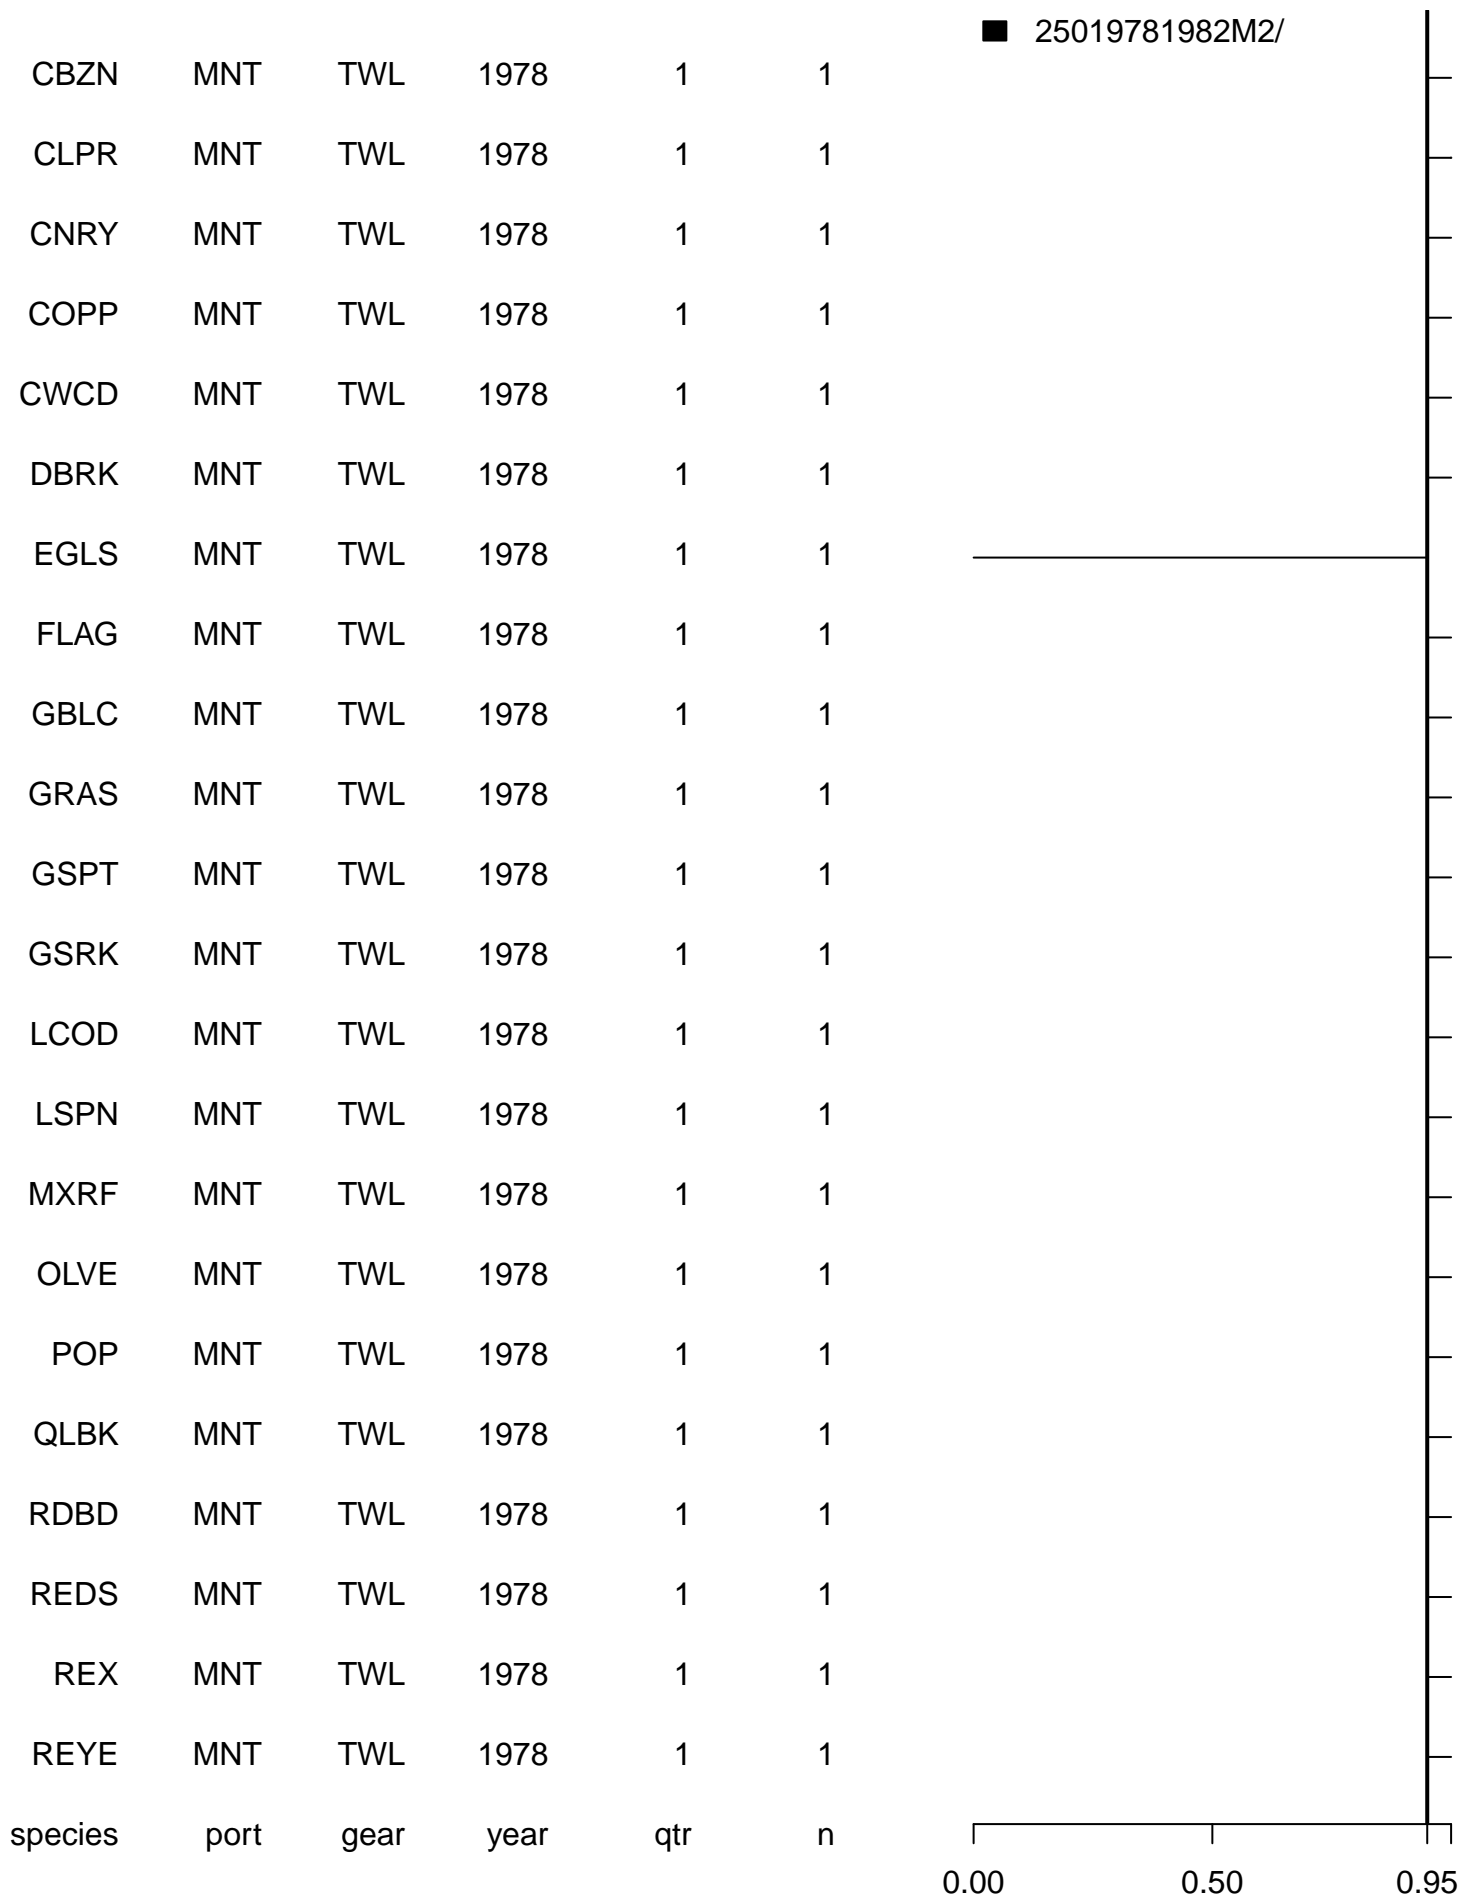 25019781982M2/
CBZN MNT TWL 1978 1 1
CLPR MNT TWL 1978 1 1
CNRY MNT TWL 1978 1 1
COPP MNT TWL 1978 1 1
CWCD MNT TWL 1978 1 1
DBRK MNT TWL 1978 1 1
EGLS MNT TWL 1978 1 1
FLAG MNT TWL 1978 1 1
GBLC MNT TWL 1978 1 1
GRAS MNT TWL 1978 1 1
GSPT MNT TWL 1978 1 1
GSRK MNT TWL 1978 1 1
LCOD MNT TWL 1978 1 1
LSPN MNT TWL 1978 1 1
MXRF MNT TWL 1978 1 1
OLVE MNT TWL 1978 1 1
POP MNT TWL 1978 1 1
QLBK MNT TWL 1978 1 1
RDBD MNT TWL 1978 1 1
REDS MNT TWL 1978 1 1
REX MNT TWL 1978 1 1
REYE MNT TWL 1978 1 1
species port gear year qtr n
0.00 0.50 0.95